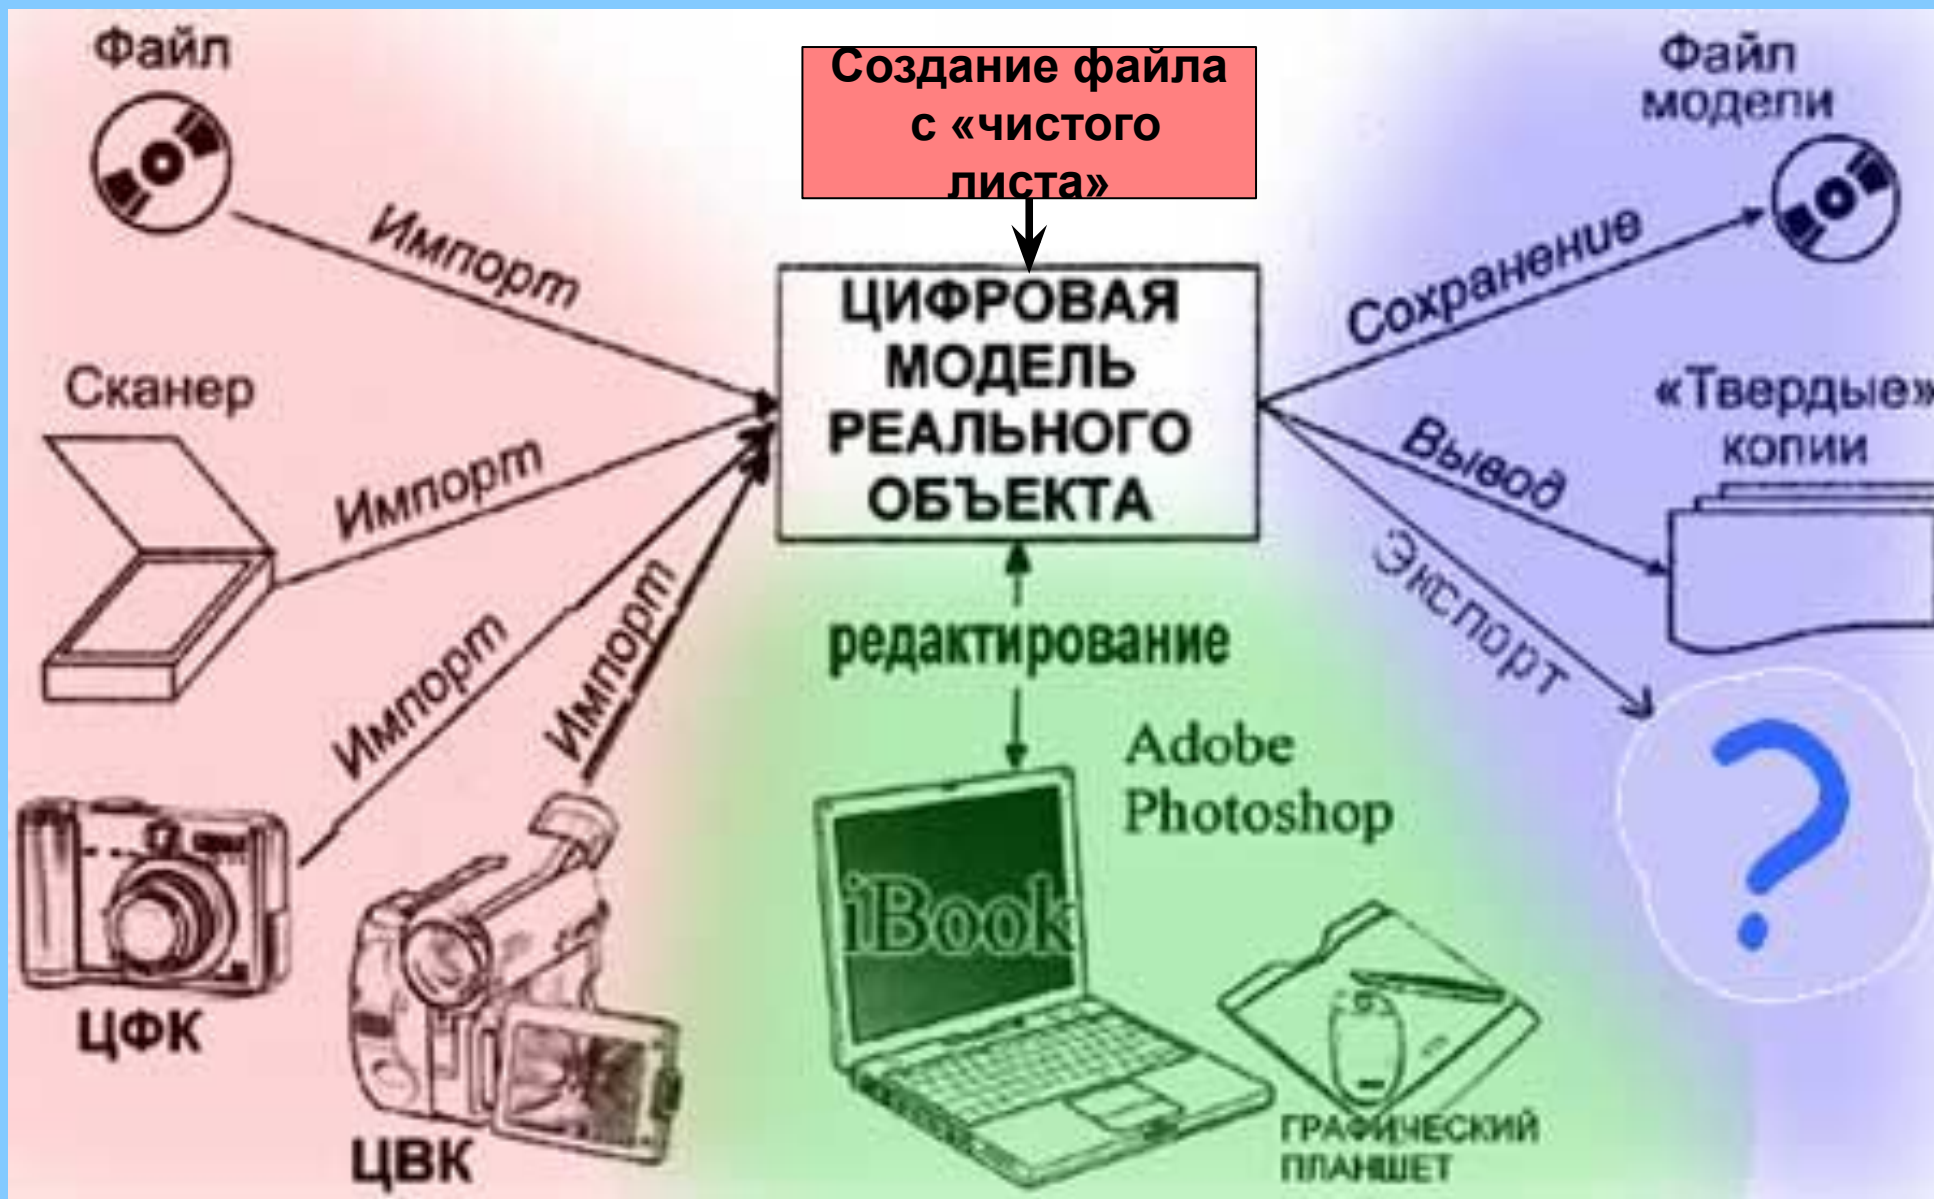 Файл
Создание файла
с «чистого
листа»
Файл
модели
Импорт
Сохранение
ЦИФРОВАЯ
МОДЕЛЬ
РЕАЛЬНОГО
ОБЪЕКТА
Сканер
Импорт
«Твердые»
копии
Вывод
Экспорт
Импорт
Импорт
редактирование
Adobe
Photoshop
iBook
?
ЦФК
ЦВК
ГРАФИЧЕСКИЙ
ПЛАНШЕТ